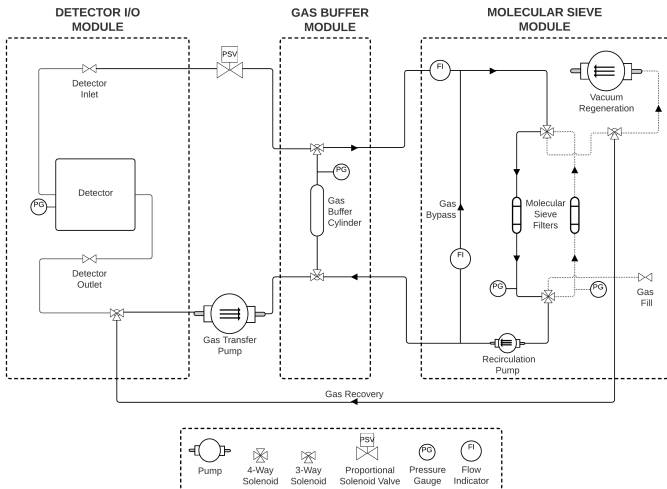 DETECTOR I/O
MODULE
GAS BUFFER
MODULE
MOLECULAR SIEVE
MODULE
PSV
FI
Detector
Inlet
Vacuum
Regeneration
PG
Detector
PG
Gas
Buffer
Cylinder
Gas
Bypass
Molecular
Sieve
Filters
FI
Detector
Outlet
PG
PG
Gas
Fill
Gas Transfer
Pump
Recirculation
Pump
Gas Recovery
PSV
PG
FI
Pump
4-Way
Solenoid
3-Way
Solenoid
Proportional
Solenoid Valve
Pressure
Gauge
Flow
Indicator